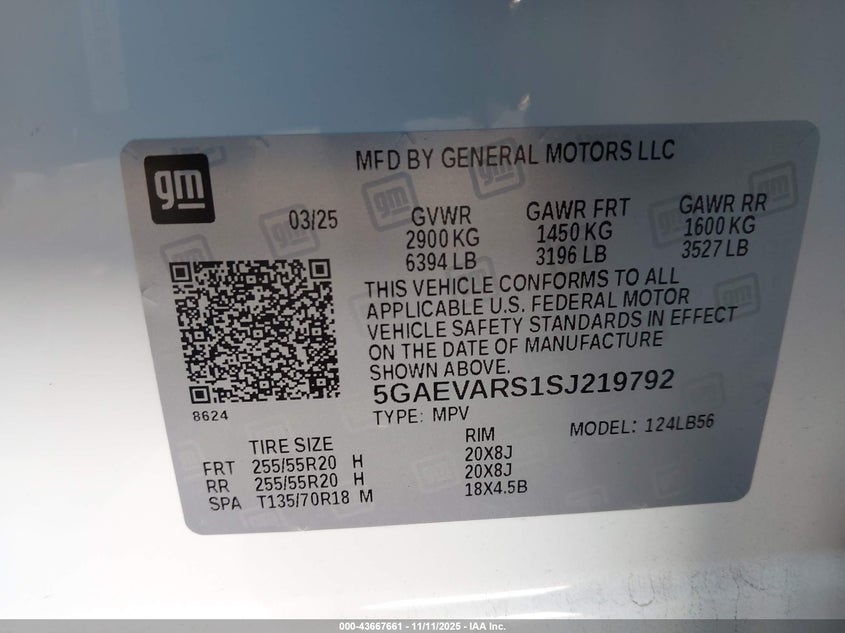 gm
MFD BY GENERAL MOTORS LLC
03/25 GVWR GAWR FRT GAWR RR
2900 KG 1450 KG 1600 KG
6394 LB 3196 LB 3527 LB
THIS VEHICLE CONFORMS TO ALL
APPLICABLE U.S. FEDERAL MOTOR
VEHICLE SAFETY STANDARDS IN EFFECT
ON THE DATE OF MANUFACTURE
SHOWN ABOVE.
5GAEVARS1SJ219792
8624
TYPE: MPV MODEL: 124LB56
TIRE SIZE RIM
FRT 255/55R20 H 20X8J
RR 255/55R20 H 20X8J
SPA T135/70R18 M 18X4.5B
000-43667661 - 11/11/2025 - IAA Inc.